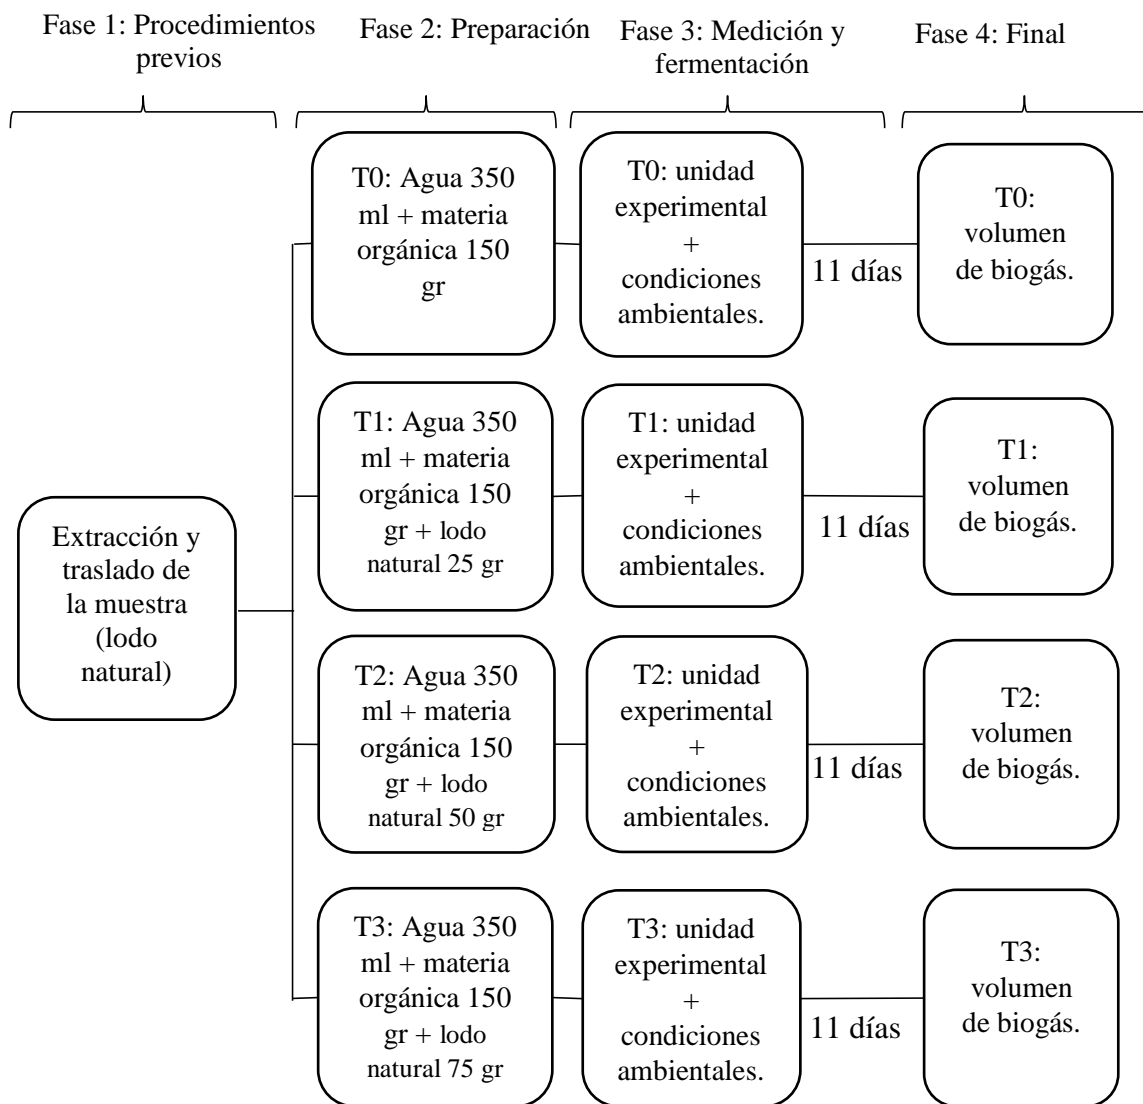 Fase 1: Procedimientos
previos
Fase 2: Preparación
Fase 3: Medición y
fermentación
Fase 4: Final
Extracción y
traslado de
la muestra
(lodo
natural)
T0: Agua 350
ml + materia
orgánica 150
gr
T0: unidad
experimental
+
condiciones
ambientales.
11 días
T0:
volumen
de biogás.
T1: Agua 350
ml + materia
orgánica 150
gr + lodo
natural 25 gr
T1: unidad
experimental
+
condiciones
ambientales.
11 días
T1:
volumen
de biogás.
T2: Agua 350
ml + materia
orgánica 150
gr + lodo
natural 50 gr
T2: unidad
experimental
+
condiciones
ambientales.
11 días
T2:
volumen
de biogás.
T3: Agua 350
ml + materia
orgánica 150
gr + lodo
natural 75 gr
T3: unidad
experimental
+
condiciones
ambientales.
11 días
T3:
volumen
de biogás.